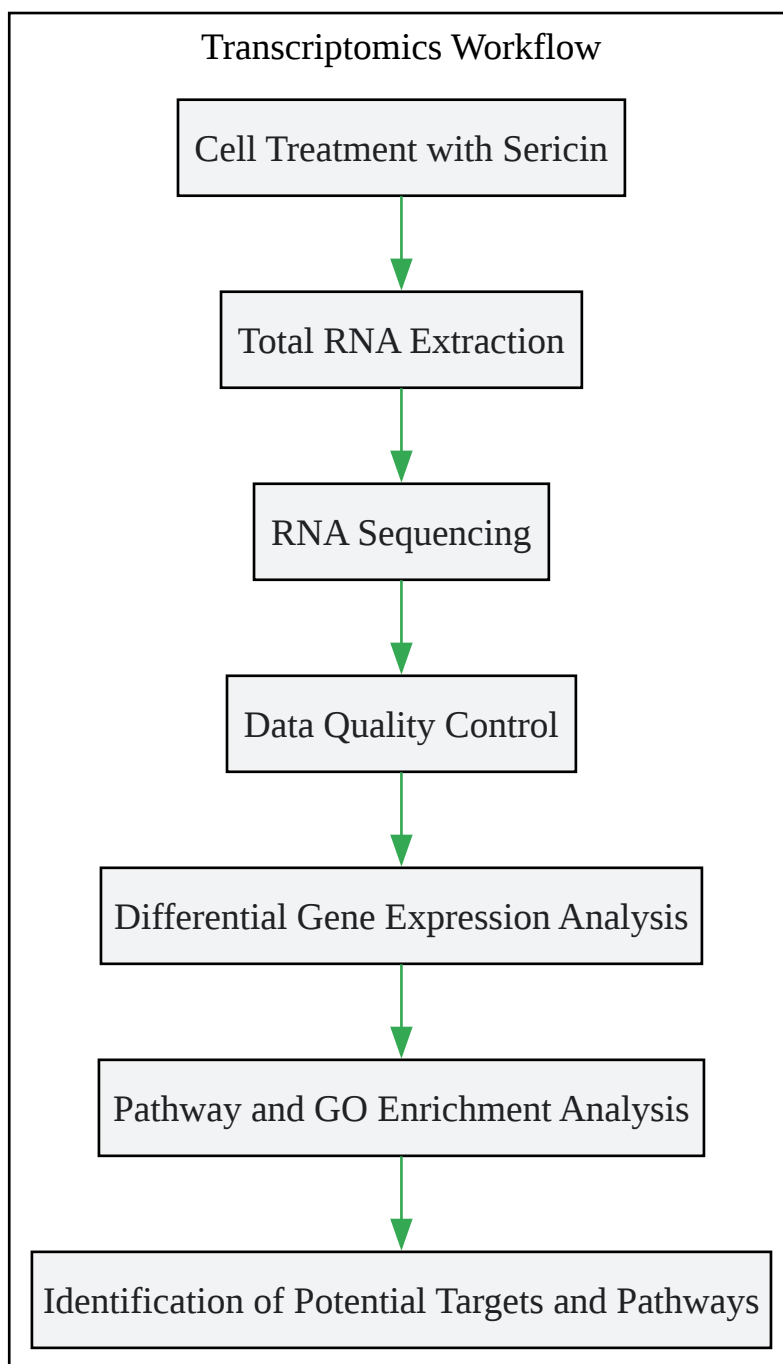 Transcriptomics Workflow
Cell Treatment with Sericin
Total RNA Extraction
RNA Sequencing
Data Quality Control
Differential Gene Expression Analysis
Pathway and GO Enrichment Analysis
Identification of Potential Targets and Pathways